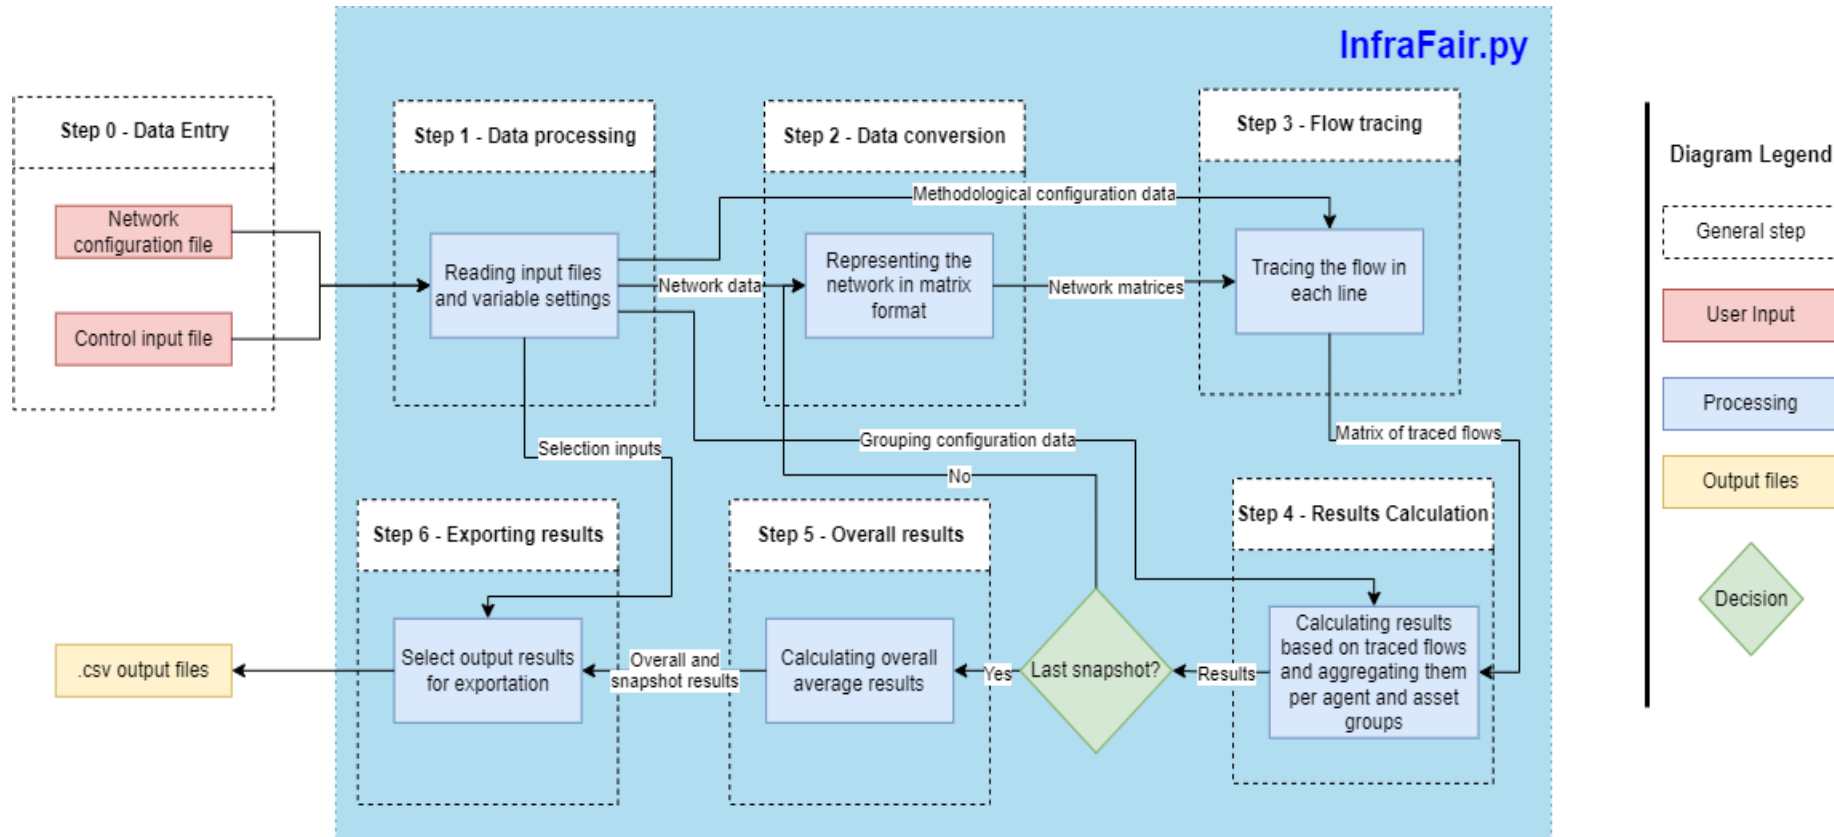 InfraFair.py
Step 0 - Data Entry
Network
configuration file
Control input file
Step 1 - Data processing
Reading input files
and variable settings
Step 2 - Data conversion
Representing the
network in matrix
format
Step 3 - Flow tracing
Tracing the flow in
each line
Methodological configuration data
Network data
Network matrices
Grouping configuration data
Matrix of traced flows
Selection inputs
No
Step 4 - Results Calculation
Calculating results
based on traced flows
and aggregating them
per agent and asset
groups
Results
Last snapshot?
Yes
Step 5 - Overall results
Calculating overall
average results
Overall and
snapshot results
Step 6 - Exporting results
Select output results
for exportation
.csv output files
Diagram Legend
General step
User Input
Processing
Output files
Decision